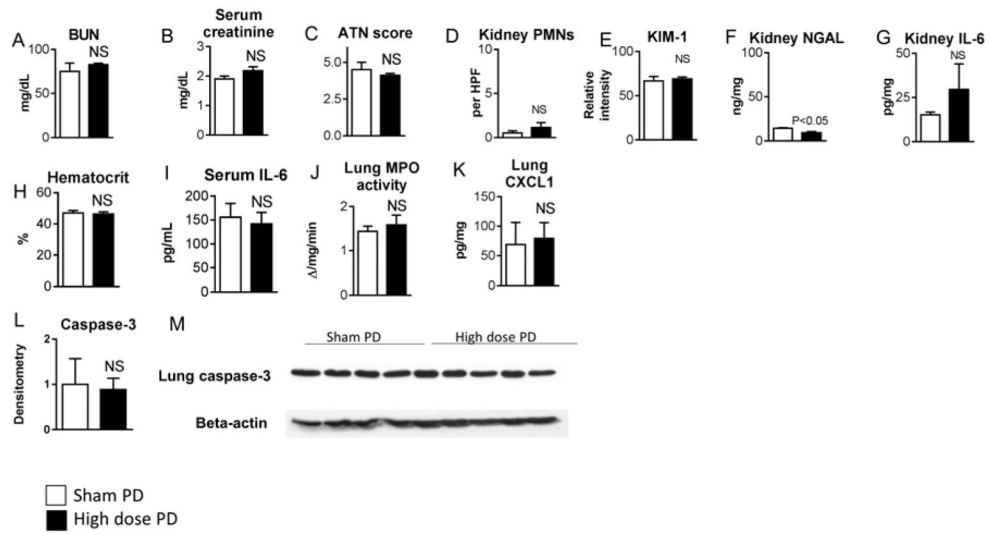 A
BUN
NS
mg/dL
100
50
0
B
Serum
creatinine
NS
mg/dL
3
2
1
0
C
ATN score
NS
5.0
2.5
0.0
D
Kidney PMNs
NS
per HPF
10
5
0
E
KIM-1
NS
Relative
intensity
100
50
0
F
Kidney NGAL
P<0.05
ng/mg
100
50
0
G
Kidney IL-6
NS
pg/mg
50
25
0
H
Hematocrit
NS
%
60
40
20
0
I
Serum IL-6
NS
pg/mL
200
150
100
50
0
J
Lung MPO
activity
NS
Δ/mg/min
2
1
0
K
Lung
CXCL1
NS
pg/mg
150
100
50
0
L
Caspase-3
NS
Densitometry
2
1
0
M
Sham PD
High dose PD
Lung caspase-3
Beta-actin
Sham PD
High dose PD